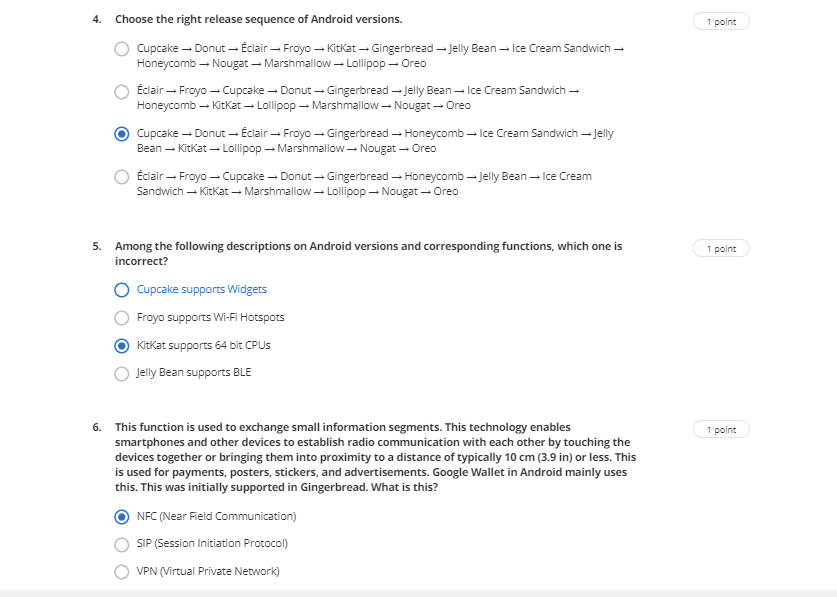 4. Choose the right release sequence of Android versions.
1 point
Cupcake → Donut → Éclair → Froyo → KitKat → Gingerbread → Jelly Bean → Ice Cream Sandwich →
Honeycomb → Nougat → Marshmallow → Lollipop → Oreo
Éclair → Froyo → Cupcake → Donut → Gingerbread → Jelly Bean → Ice Cream Sandwich →
Honeycomb → KitKat → Lollipop → Marshmallow → Nougat → Oreo
Cupcake → Donut → Éclair → Froyo → Gingerbread → Honeycomb → Ice Cream Sandwich → Jelly
Bean → KitKat → Lollipop → Marshmallow → Nougat → Oreo
Éclair → Froyo → Cupcake → Donut → Gingerbread → Honeycomb → Jelly Bean → Ice Cream
Sandwich → KitKat → Marshmallow → Lollipop → Nougat → Oreo
5. Among the following descriptions on Android versions and corresponding functions, which one is
incorrect?
1 point
Cupcake supports Widgets
Froyo supports Wi-Fi Hotspots
KitKat supports 64 bit CPUs
Jelly Bean supports BLE
6. This function is used to exchange small information segments. This technology enables
smartphones and other devices to establish radio communication with each other by touching the
devices together or bringing them into proximity to a distance of typically 10 cm (3.9 in) or less. This
is used for payments, posters, stickers, and advertisements. Google Wallet in Android mainly uses
this. This was initially supported in Gingerbread. What is this?
1 point
NFC (Near Field Communication)
SIP (Session Initiation Protocol)
VPN (Virtual Private Network)